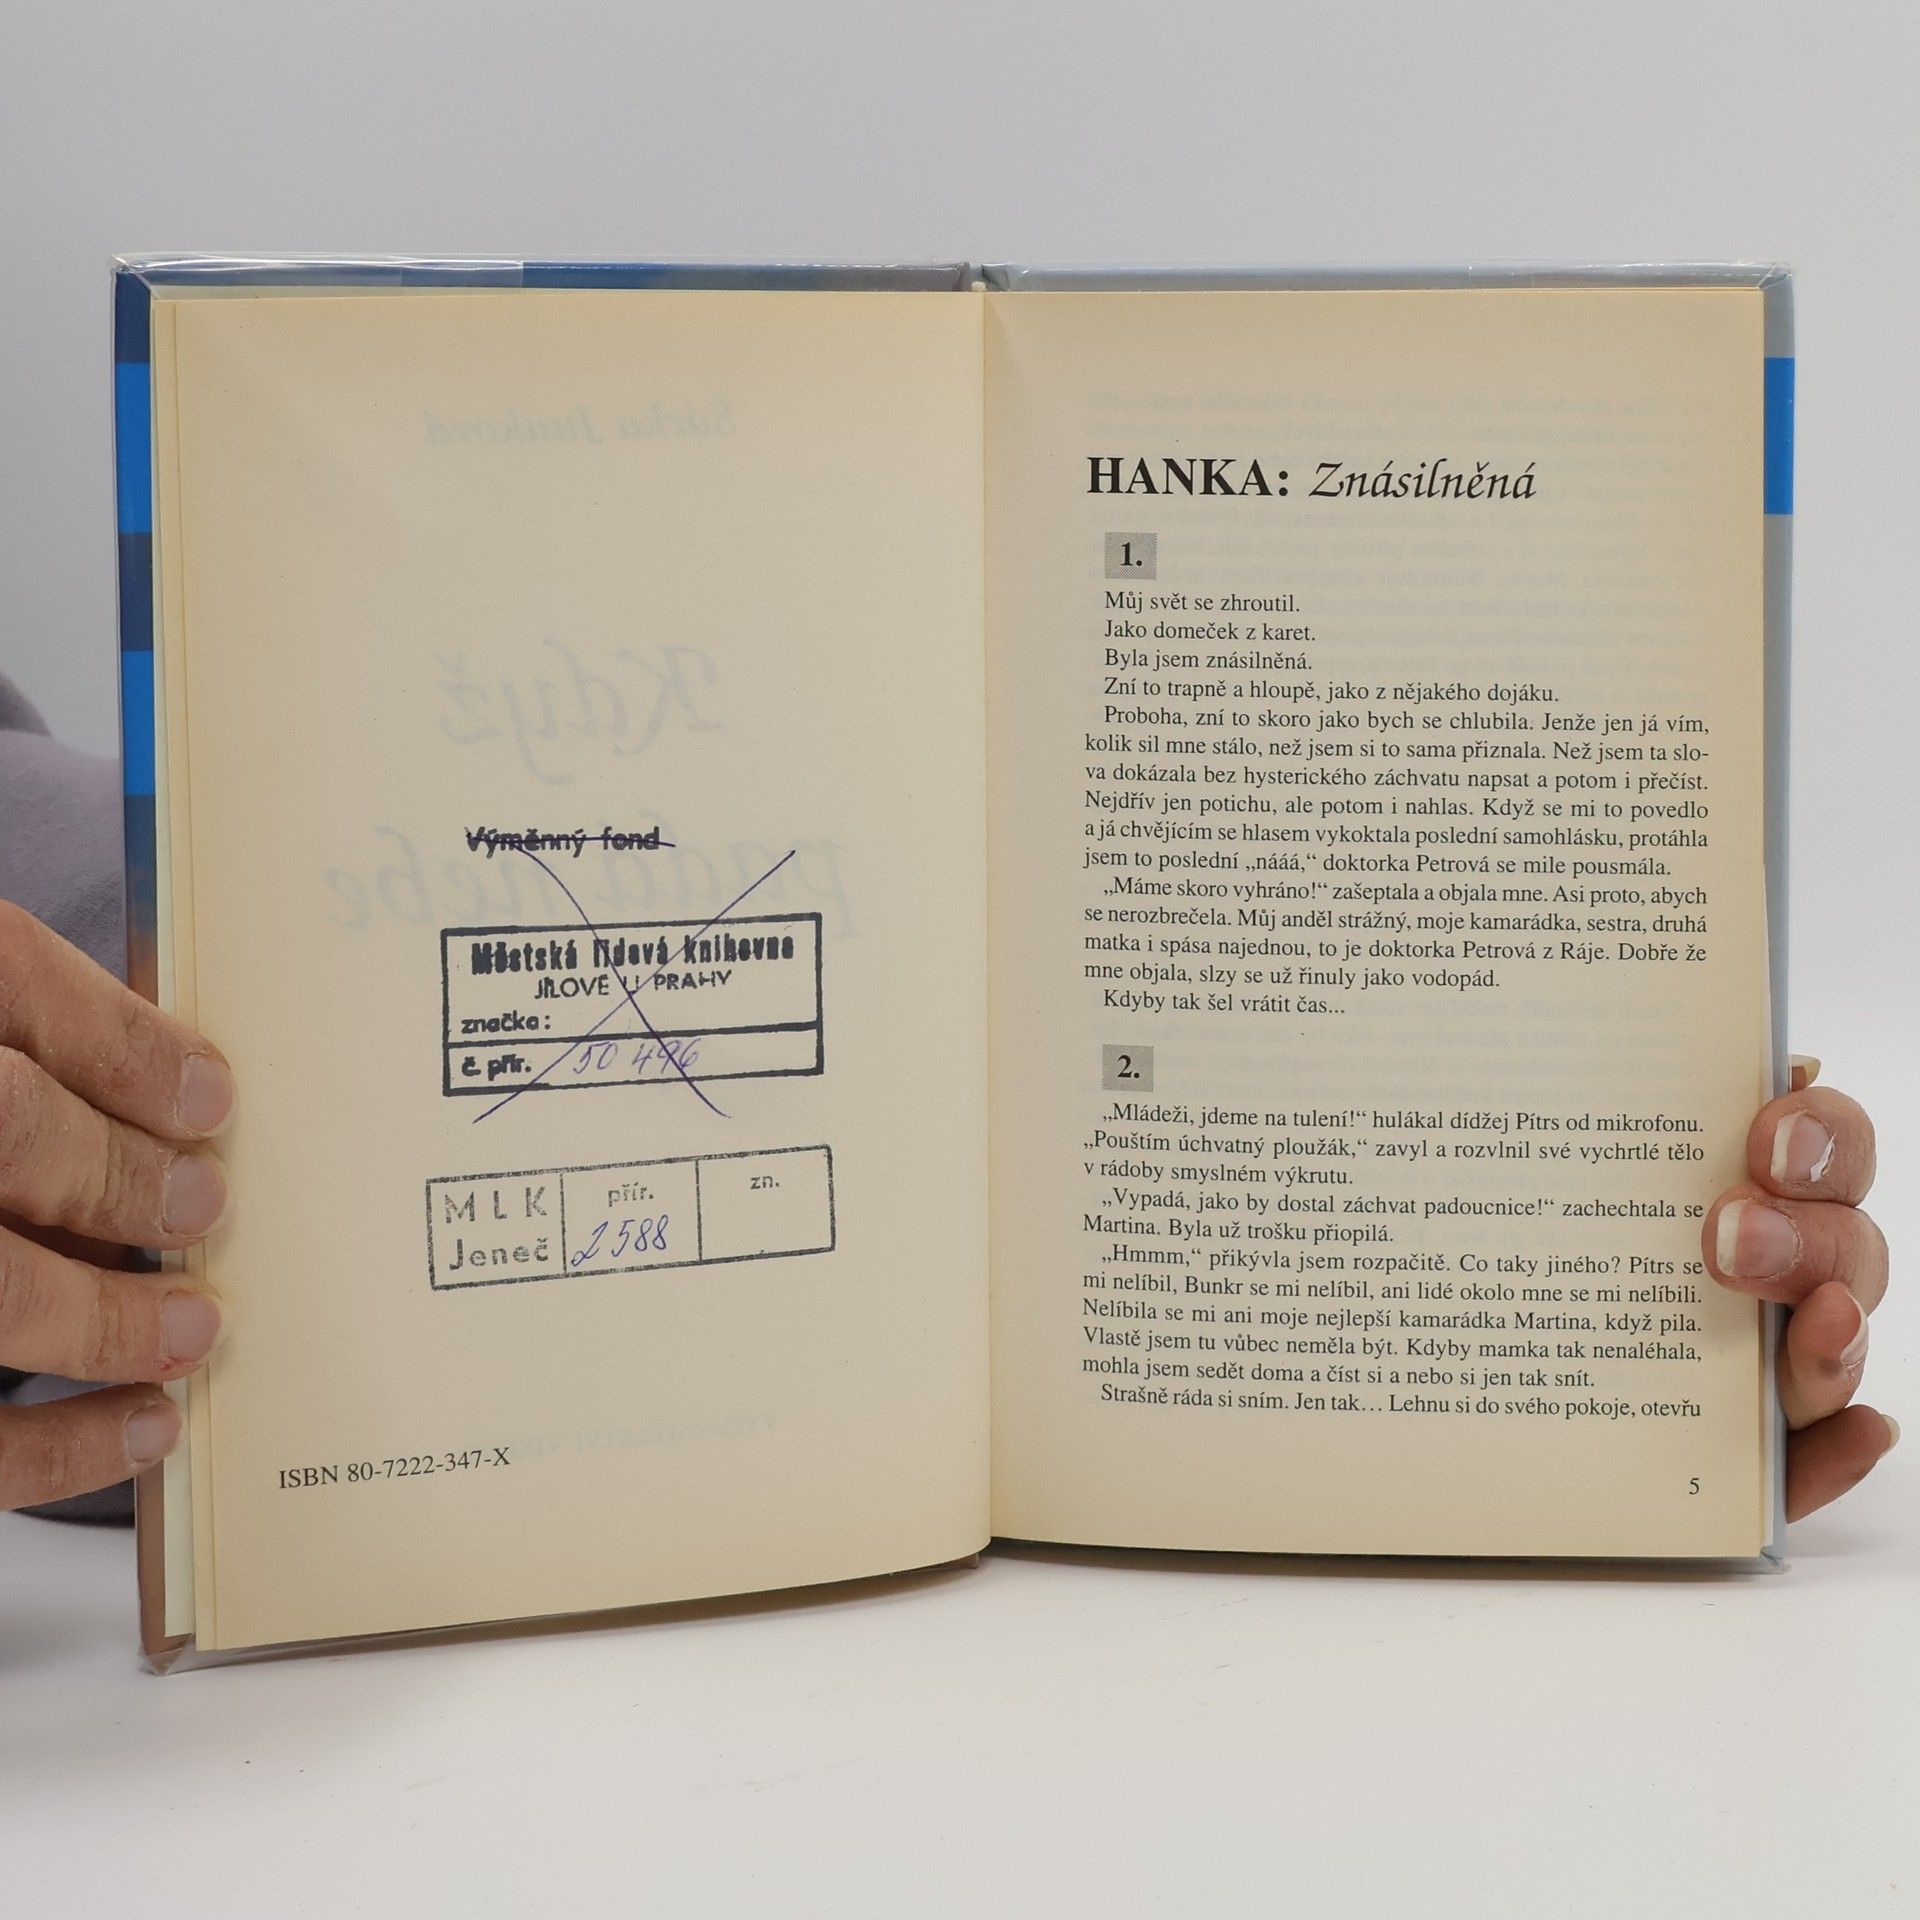 Výměnný fond
Městská lidová knihovna
JÍLOVÉ U PRAHY
značka:
č. přír. 50 496
M L K přír. zn.
Jeneč 2588
ISBN 80-7222-347-X
HANKA: Znásilněná
1.
Můj svět se zhroutil.
Jako domeček z karet.
Byla jsem znásilněná.
Zní to trapně a hloupě, jako z nějakého dojáku.
Proboha, zní to skoro jako bych se chlubila. Jenže jen já vím,
kolik sil mne stálo, než jsem si to sama přiznala. Než jsem ta slo-
va dokázala bez hysterického záchvatu napsat a potom i přečíst.
Nejdřív jen potichu, ale potom i nahlas. Když se mi to povedlo
a já chvějícím se hlasem vykoktala poslední samohlásku, protáhla
jsem to poslední „nááá,“ doktorka Petrová se mile pousmála.
„Máme skoro vyhráno!“ zašeptala a objala mne. Asi proto, abych
se nerozbrečela. Můj anděl strážný, moje kamarádka, sestra, druhá
matka i spása najednou, to je doktorka Petrová z Ráje. Dobře že
mne objala, slzy se už řinuly jako vodopád.
Kdyby tak šel vrátit čas...
2.
„Mládeži, jdeme na tulení!“ hulákal dídžej Pítrs od mikrofonu.
„Pouštím úchvatný ploužák,“ zavyl a rozvlnil své vychrtlé tělo
v rádoby smyslném výkrutu.
„Vypadá, jako by dostal záchvat padoucnice!“ zachechtala se
Martina. Byla už trošku přiopilá.
„Hmmm,“ přikývla jsem rozpačitě. Co taky jiného? Pítrs se
mi nelíbil, Bunkr se mi nelíbil, ani lidé okolo mne se mi nelíbili.
Nelíbila se mi ani moje nejlepší kamarádka Martina, když pila.
Vlastě jsem tu vůbec neměla být. Kdyby mamka tak nenaléhala,
mohla jsem sedět doma a číst si a nebo si jen tak snít.
Strašně ráda si sním. Jen tak... Lehnu si do svého pokoje, otevřu
5